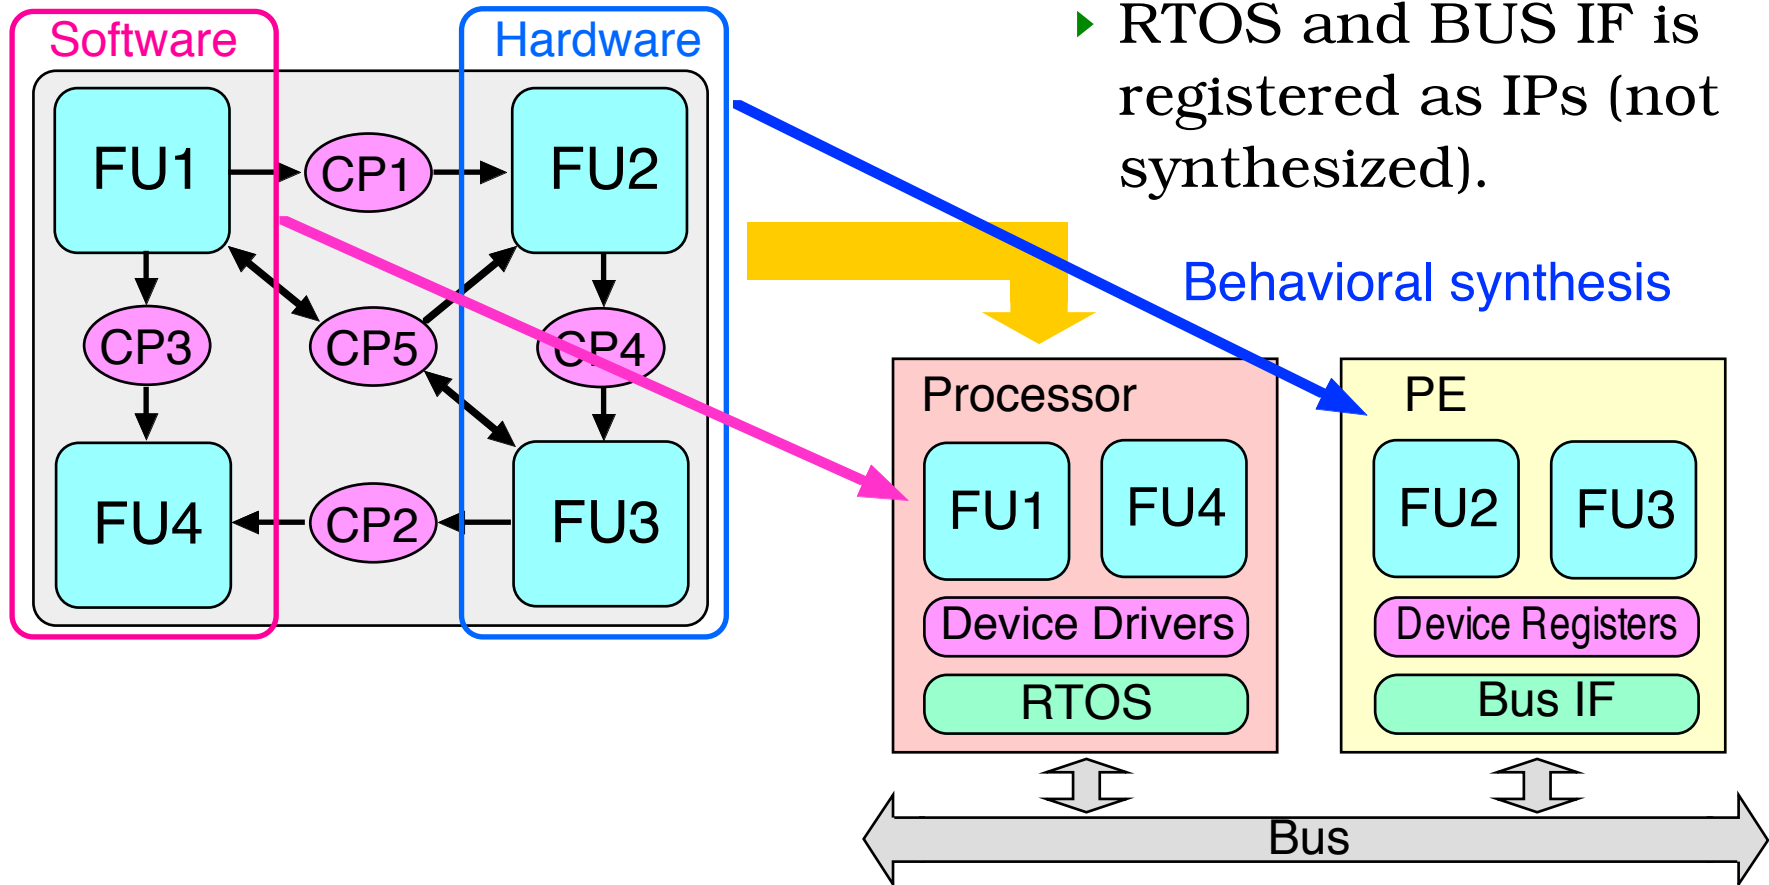 Software
Hardware
FU1
CP1
FU2
CP3
CP5
CP4
FU4
CP2
FU3
RTOS and BUS IF is
registered as IPs (not
synthesized).
Behavioral synthesis
Processor
FU1
FU4
Device Drivers
RTOS
PE
FU2
FU3
Device Registers
Bus IF
Bus